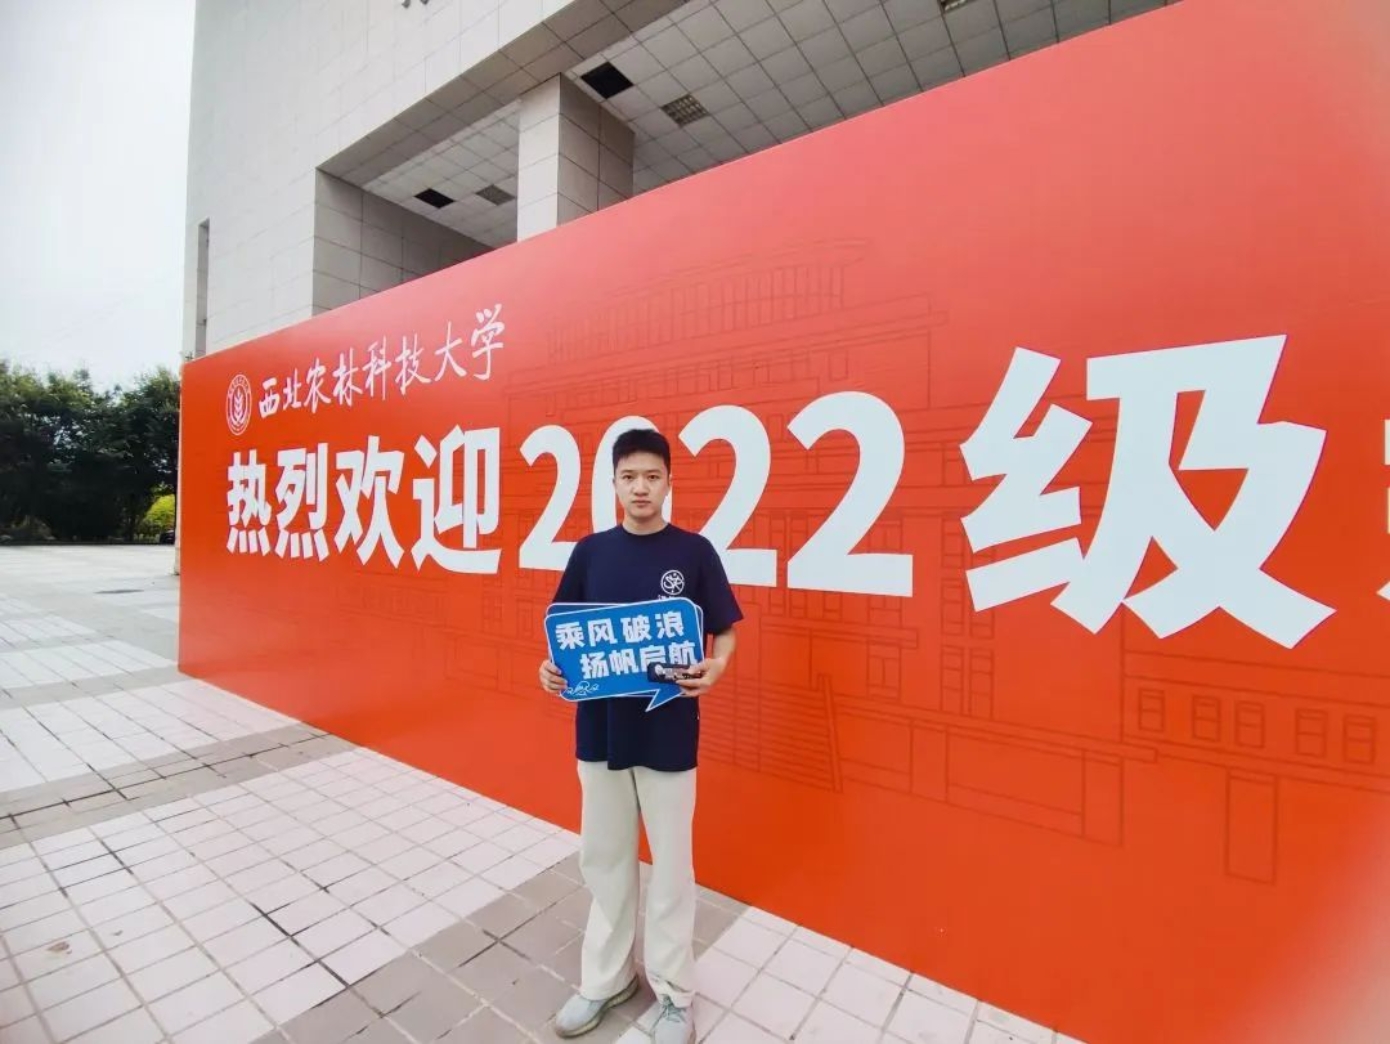 西北农林科技大学
热烈欢迎2022级
乘风破浪
扬帆启航